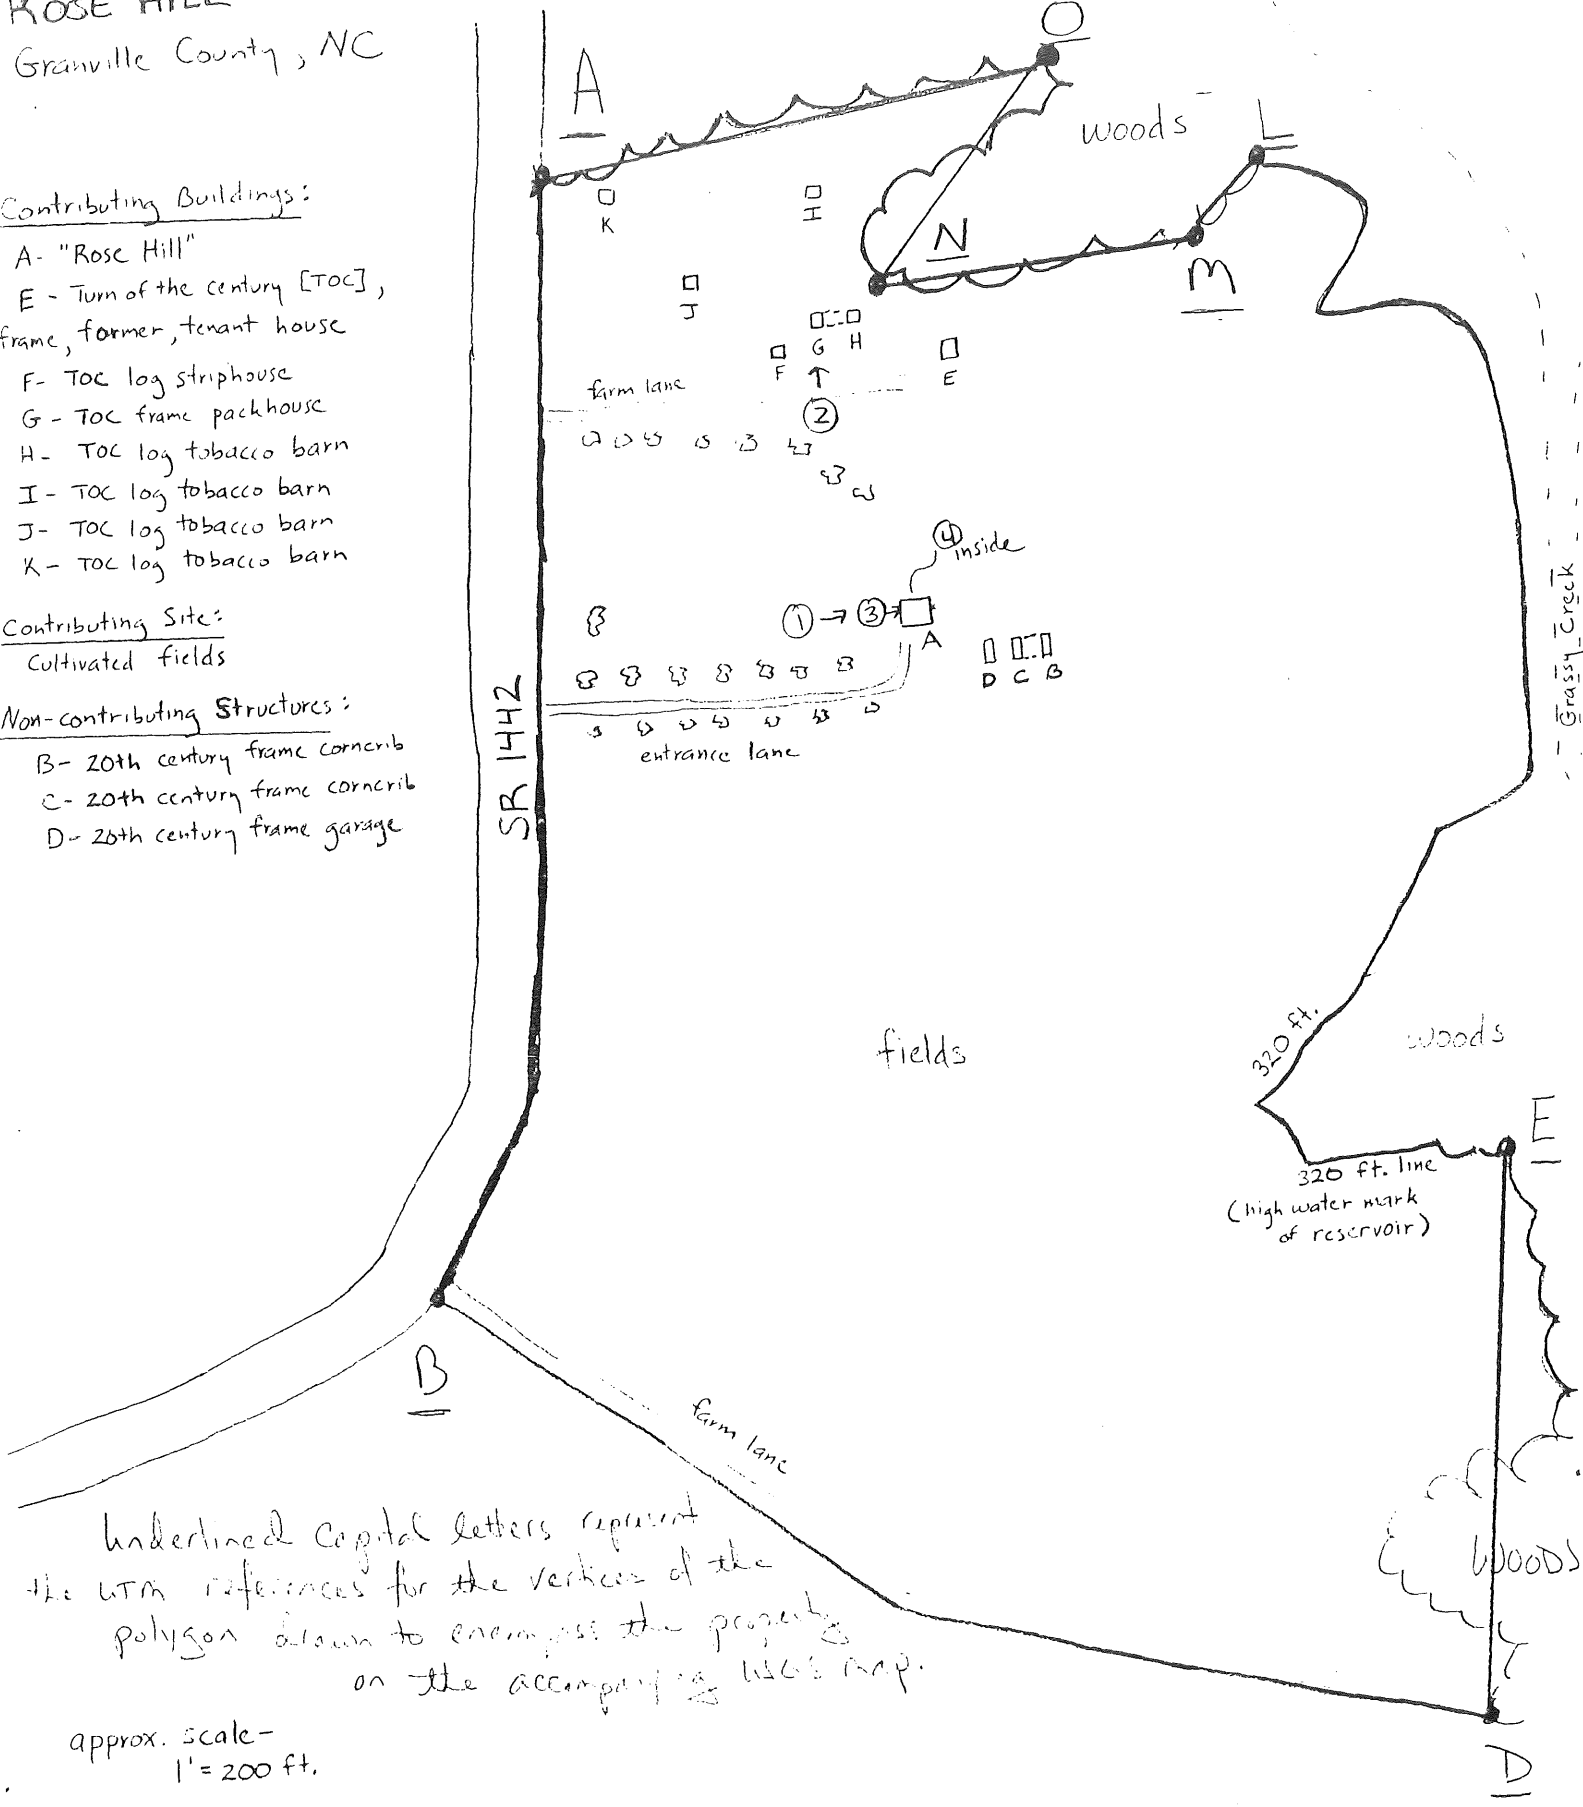 ROSE HILL
Granville County, NC
Contributing Buildings:
A- "Rose Hill"
E - Turn of the century [TOC],
frame, former, tenant house
F- TOC log striphouse
G - TOC frame packhouse
H- TOC log tobacco barn
I - TOC log tobacco barn
J- TOC log tobacco barn
K- TOC log tobacco barn
Contributing Site:
Cultivated fields
Non-contributing Structures:
B- 20th century frame corncrib
C- 20th century frame corncrib
D- 20th century frame garage
A
O
woods
L
K
I
N
M
J
G
H
F
E
farm lane
2
4
inside
1
3
A
D C B
SR 1442
entrance lane
Grassy Creek
fields
320 ft.
woods
E
320 ft. line
(high water mark
of reservoir)
B
farm lane
WOODS
Underlined Capital letters represent
the UTM references for the vertices of the
polygon drawn to encompass the property
on the accompanying USGS map.
approx. scale-
1' = 200 ft.
D